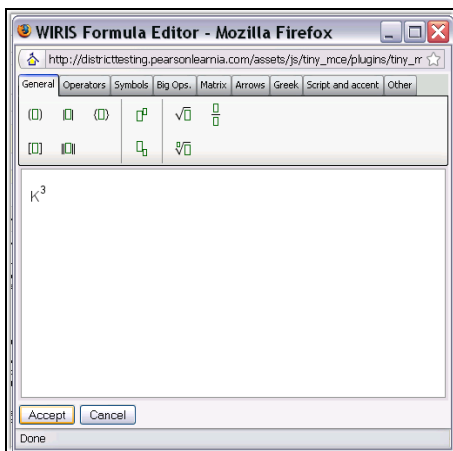 WIRIS Formula Editor - Mozilla Firefox
http://districttesting.pearsonlearnia.com/assets/js/tiny_mce/plugins/tiny_m
General Operators Symbols Big Ops. Matrix Arrows Greek Script and accent Other
K³
Accept Cancel
Done